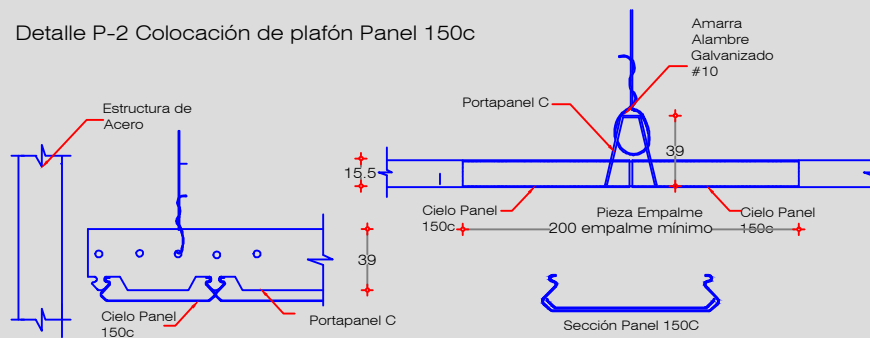 Detalle P-2 Colocación de plafón Panel 150c
Estructura de
Acero
39
Cielo Panel
150c
Portapanel C
Amarra
Alambre
Galvanizado
#10
Portapanel C
15.5
39
Cielo Panel
150c
Pieza Empalme
200 empalme mínimo
Cielo Panel
150c
Sección Panel 150C